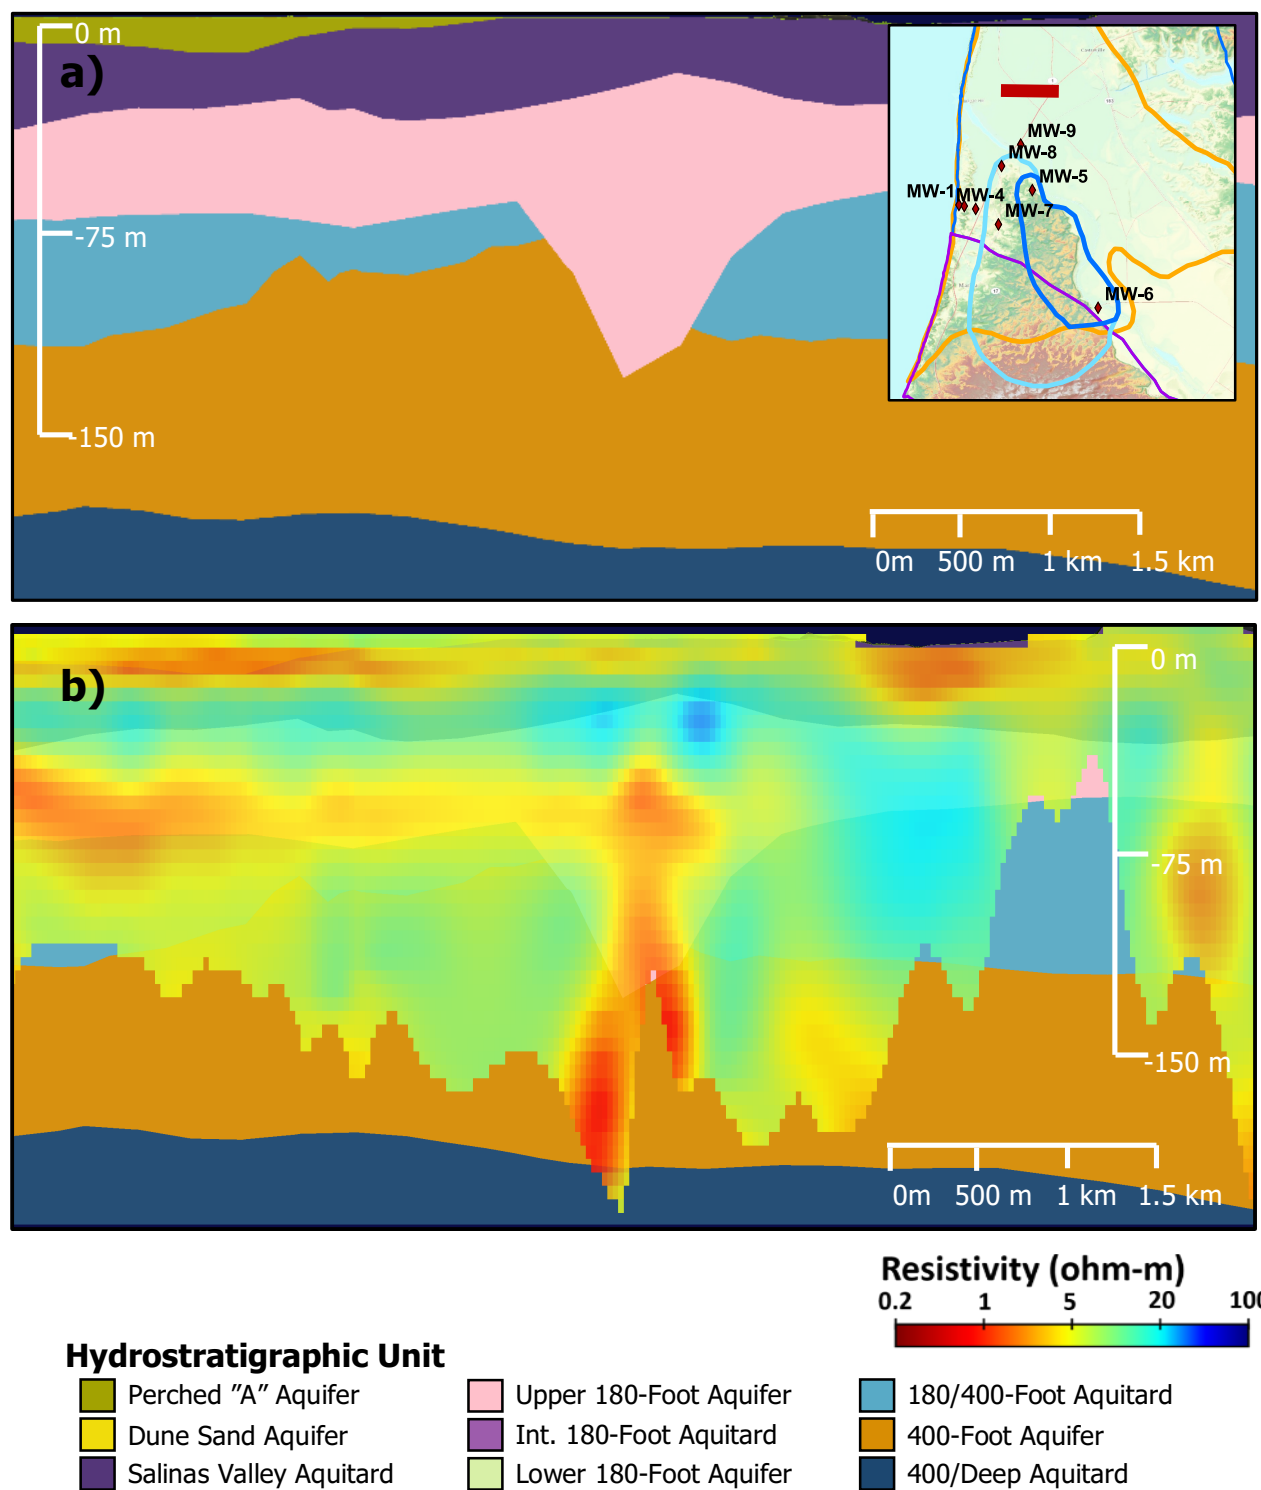 0 m
a)
-75 m
-150 m
MW-9
MW-8
MW-5
MW-1
MW-4
MW-7
MW-6
0m 500 m 1 km 1.5 km
b)
0 m
-75 m
-150 m
0m 500 m 1 km 1.5 km
Resistivity (ohm-m)
0.2 1 5 20 100
Hydrostratigraphic Unit
Perched ”A” Aquifer
Dune Sand Aquifer
Salinas Valley Aquitard
Upper 180-Foot Aquifer
Int. 180-Foot Aquitard
Lower 180-Foot Aquifer
180/400-Foot Aquitard
400-Foot Aquifer
400/Deep Aquitard